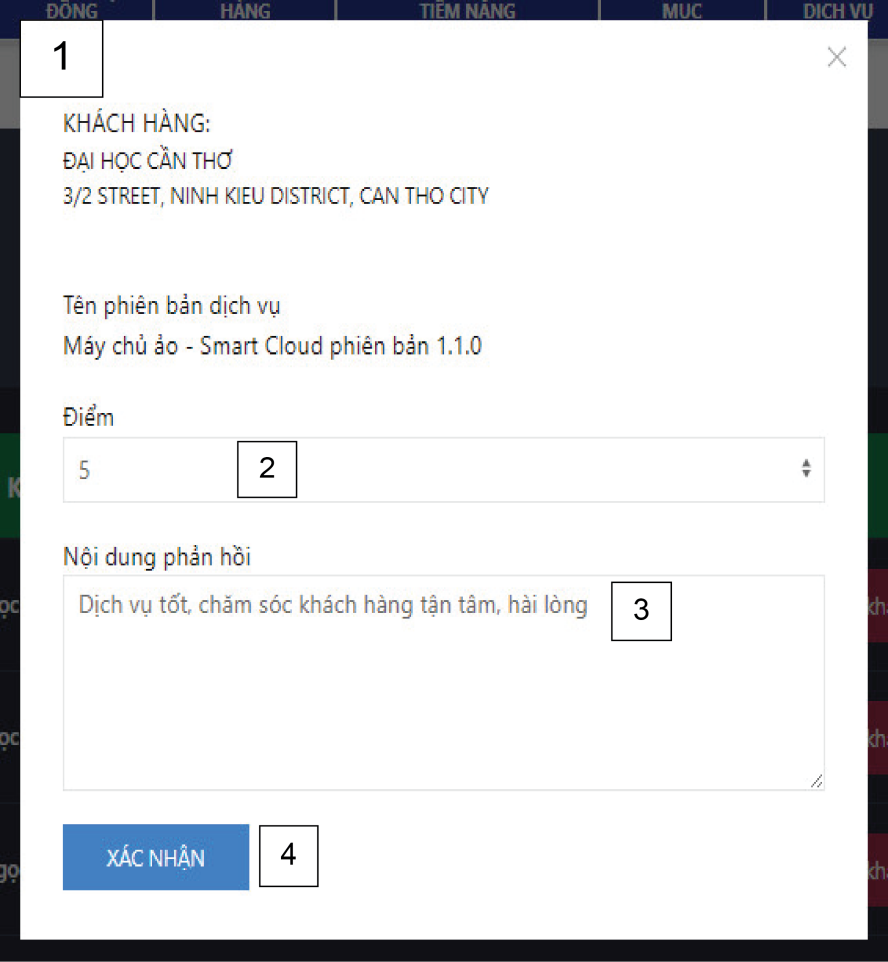 ĐỒNG HÀNG TIỀM NĂNG MỤC DỊCH VỤ
1
KHÁCH HÀNG:
ĐẠI HỌC CẦN THƠ
3/2 STREET, NINH KIEU DISTRICT, CAN THO CITY
Tên phiên bản dịch vụ
Máy chủ ảo - Smart Cloud phiên bản 1.1.0
Điểm
5 2
Nội dung phản hồi
Dịch vụ tốt, chăm sóc khách hàng tận tâm, hài lòng 3
XÁC NHẬN 4